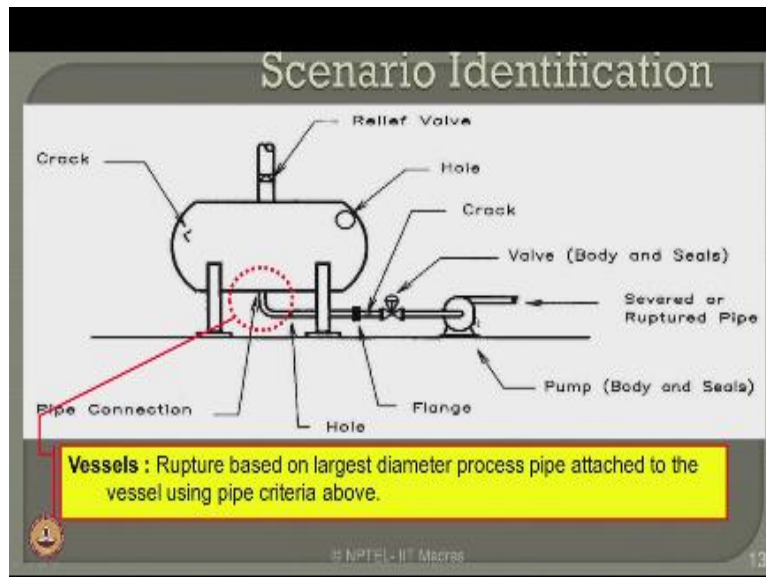 Scenario Identification
Relief Valve
Crack
Hole
Crack
Valve (Body and Seals)
Severed or
Ruptured Pipe
Pump (Body and Seals)
Pipe Connection
Flange
Hole
Vessels : Rupture based on largest diameter process pipe attached to the
vessel using pipe criteria above.
© NPTEL - IIT Madras
13